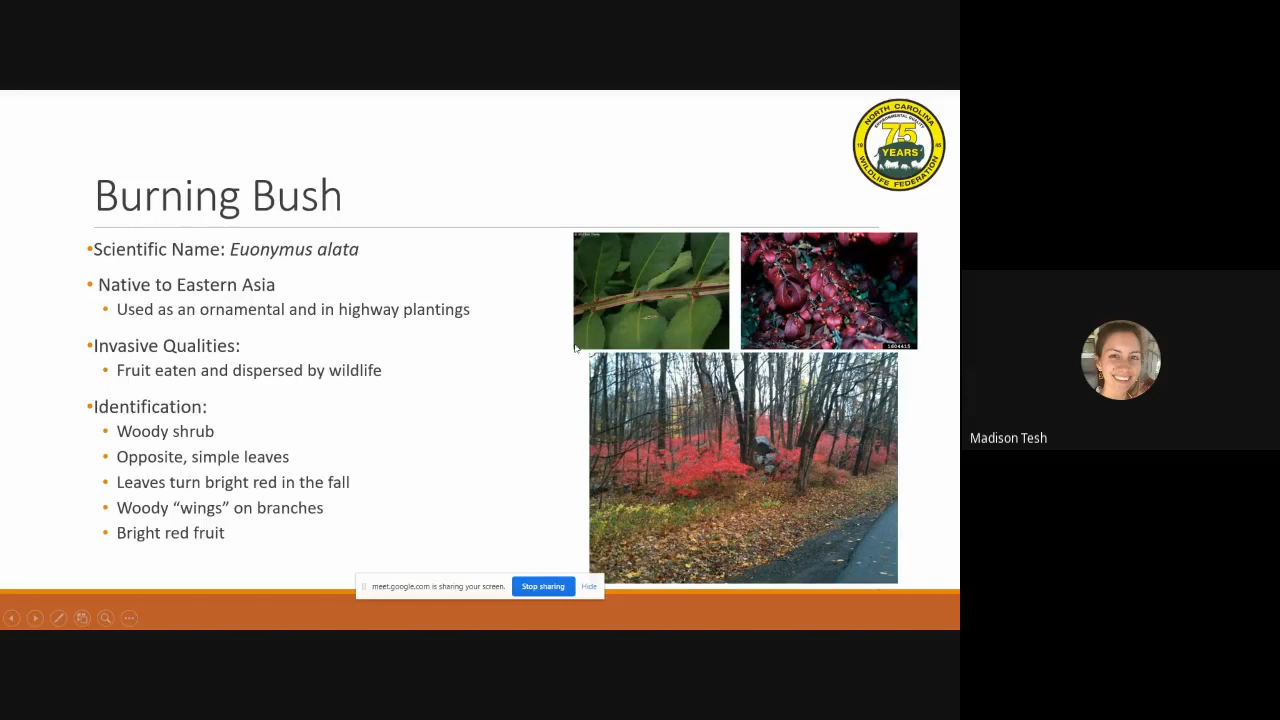 NORTH CAROLINA
75
YEARS
19 45
WILDLIFE FEDERATION
Burning Bush
•Scientific Name: Euonymus alata
• Native to Eastern Asia
• Used as an ornamental and in highway plantings
•Invasive Qualities:
• Fruit eaten and dispersed by wildlife
•Identification:
• Woody shrub
• Opposite, simple leaves
• Leaves turn bright red in the fall
• Woody “wings” on branches
• Bright red fruit
1604415
Madison Tesh
meet.google.com is sharing your screen.
Stop sharing
Hide